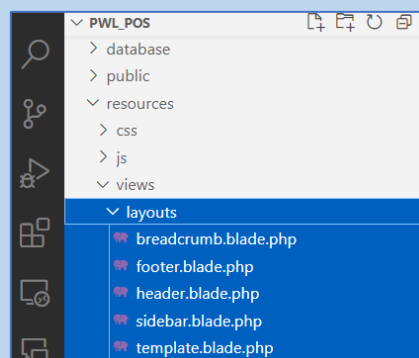 PWL_POS
database
public
resources
css
js
views
layouts
breadcrumb.blade.php
footer.blade.php
header.blade.php
sidebar.blade.php
template.blade.php